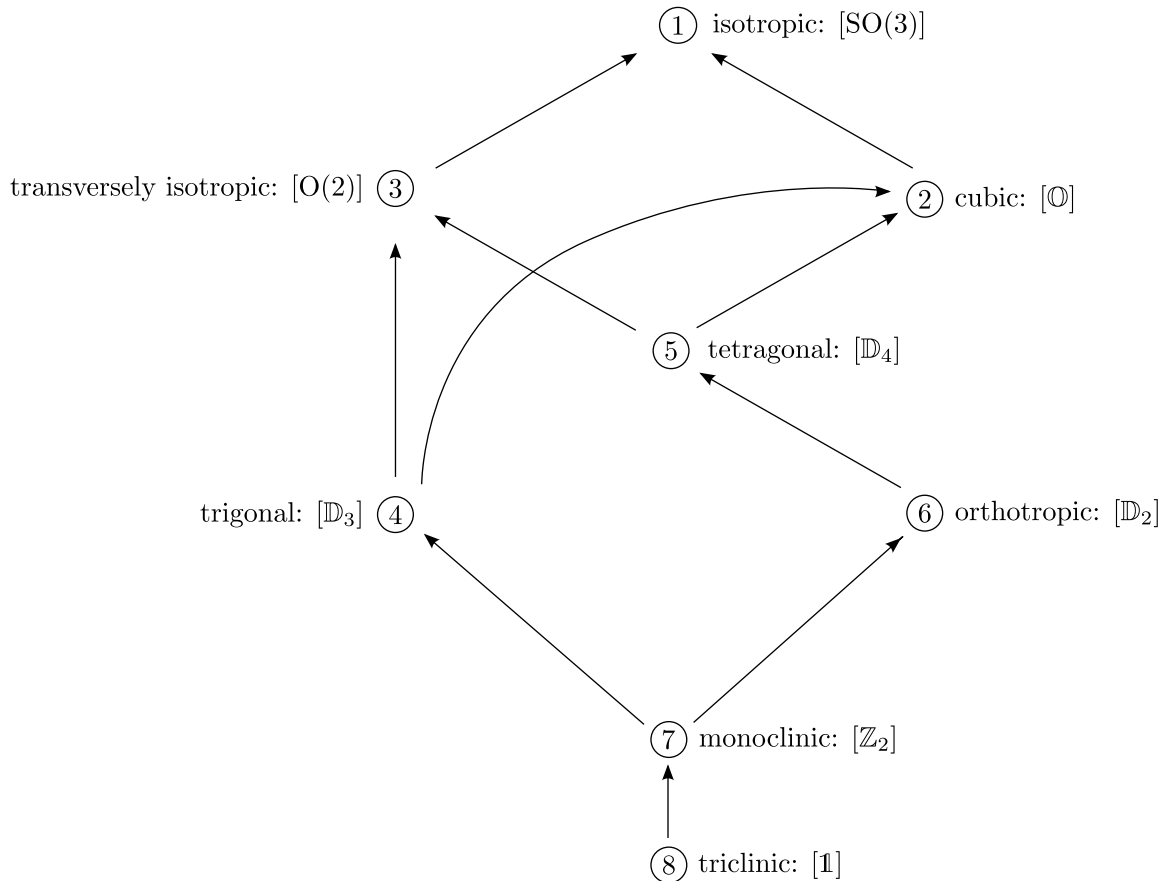 ① isotropic: [SO(3)]
transversely isotropic: [O(2)] ③
② cubic: [𝕆]
⑤ tetragonal: [𝔻₄]
trigonal: [𝔻₃] ④
⑥ orthotropic: [𝔻₂]
⑦ monoclinic: [ℤ₂]
⑧ triclinic: [𝟙]